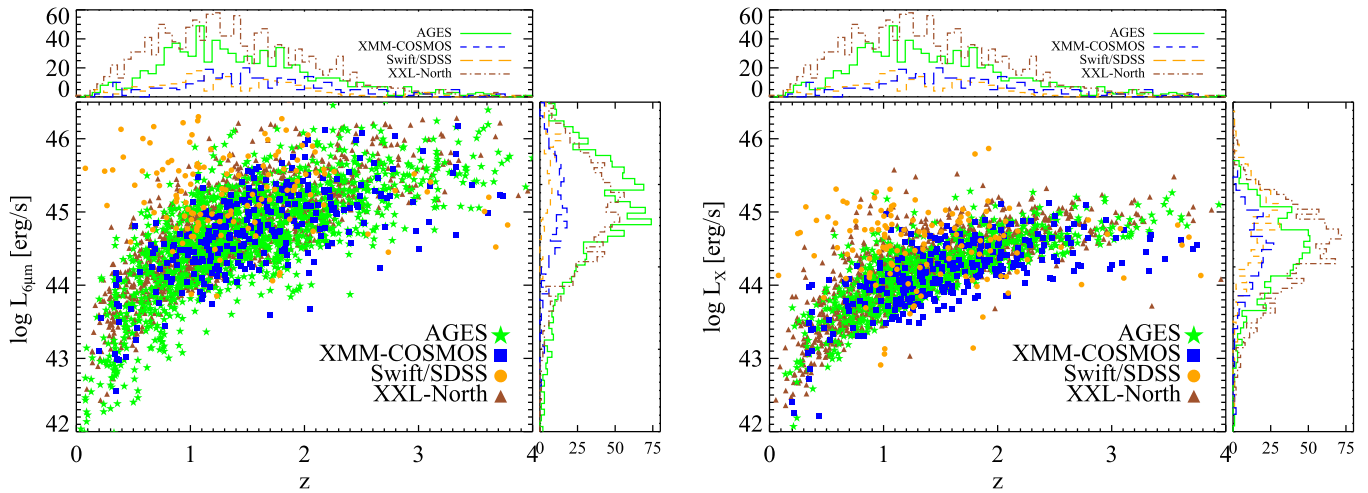 60
40
20
0
AGES
XMM-COSMOS
Swift/SDSS
XXL-North
46
45
44
43
42
log L6μm [erg/s]
AGES
XMM-COSMOS
Swift/SDSS
XXL-North
0 1 2 3 4
z
0 25 50 75
60
40
20
0
AGES
XMM-COSMOS
Swift/SDSS
XXL-North
46
45
44
43
42
log LX [erg/s]
AGES
XMM-COSMOS
Swift/SDSS
XXL-North
0 1 2 3 4
z
0 25 50 75